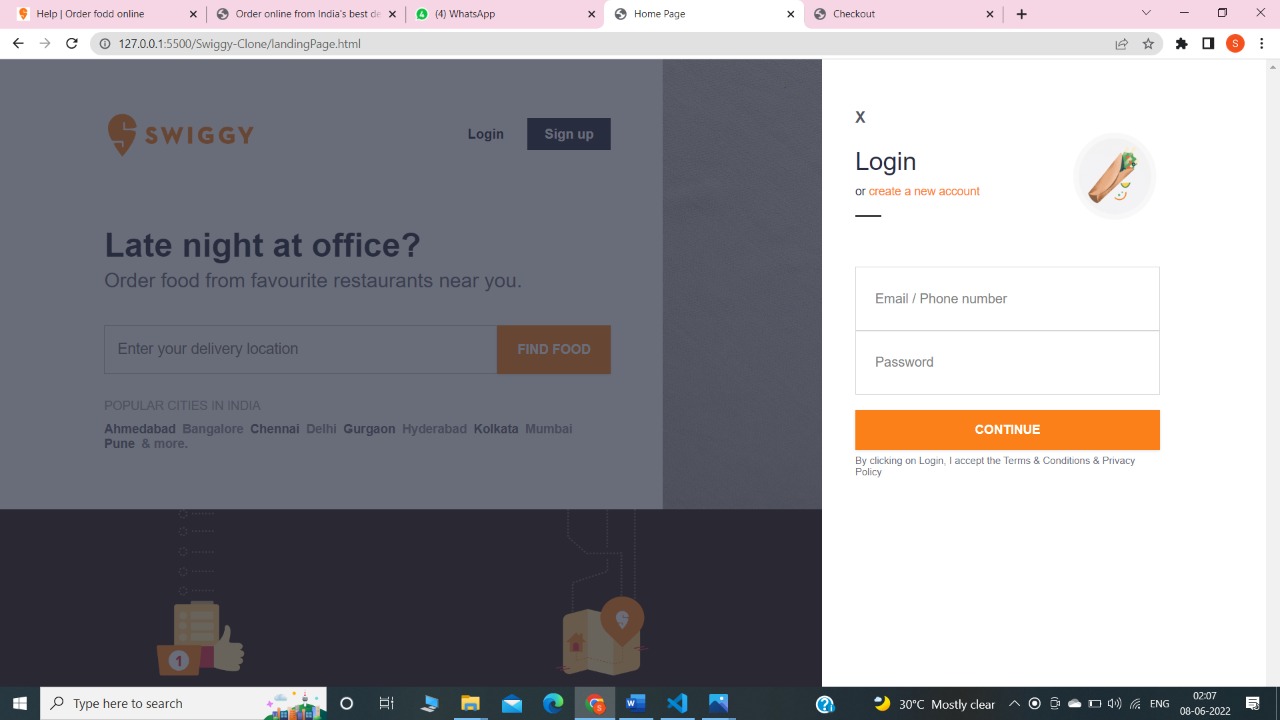 Help | Order food online
Order online from India's best de
(4) WhatsApp
Home Page
Checkout
127.0.0.1:5500/Swiggy-Clone/landingPage.html
S
SWIGGY
Login
Sign up
Late night at office?
Order food from favourite restaurants near you.
Enter your delivery location
FIND FOOD
POPULAR CITIES IN INDIA
Ahmedabad Bangalore Chennai Delhi Gurgaon Hyderabad Kolkata Mumbai
Pune & more.
1
X
Login
or create a new account
Email / Phone number
Password
CONTINUE
By clicking on Login, I accept the Terms & Conditions & Privacy
Policy
Type here to search
30°C Mostly clear
ENG
02:07
08-06-2022